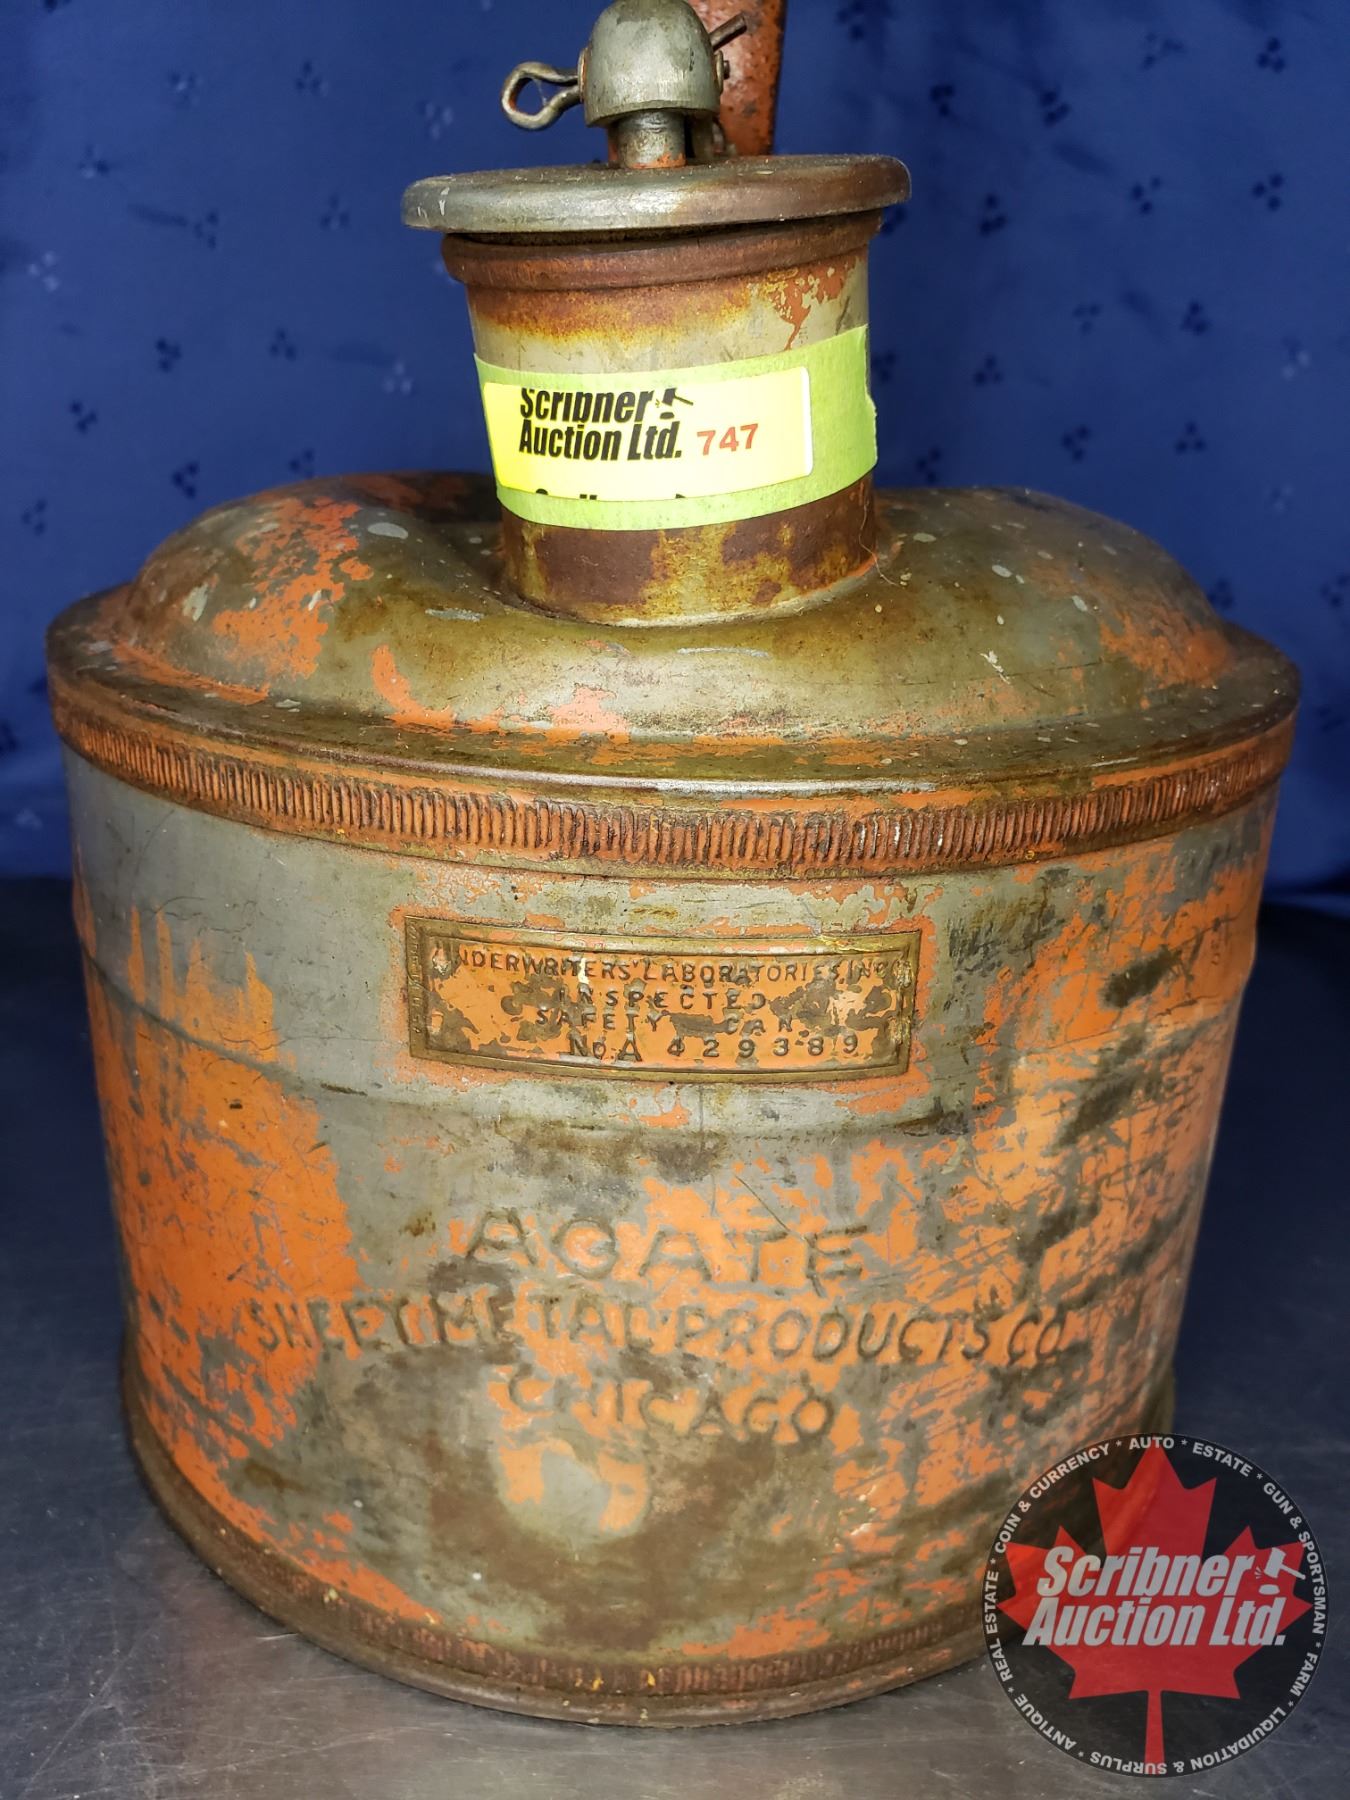 Scribner
Auction Ltd. 747
UNDERWRITERS' LABORATORIES, INC.
INSPECTED
SAFETY CAN
No. A 429389
AGATE
SHEET METAL PRODUCTS CO.
CHICAGO
COIN & CURRENCY * AUTO * ESTATE * GUN & SPORTSMAN * FARM * LIQUIDATION & SURPLUS * ANTIQUE * REAL ESTATE *
Scribner
Auction Ltd.